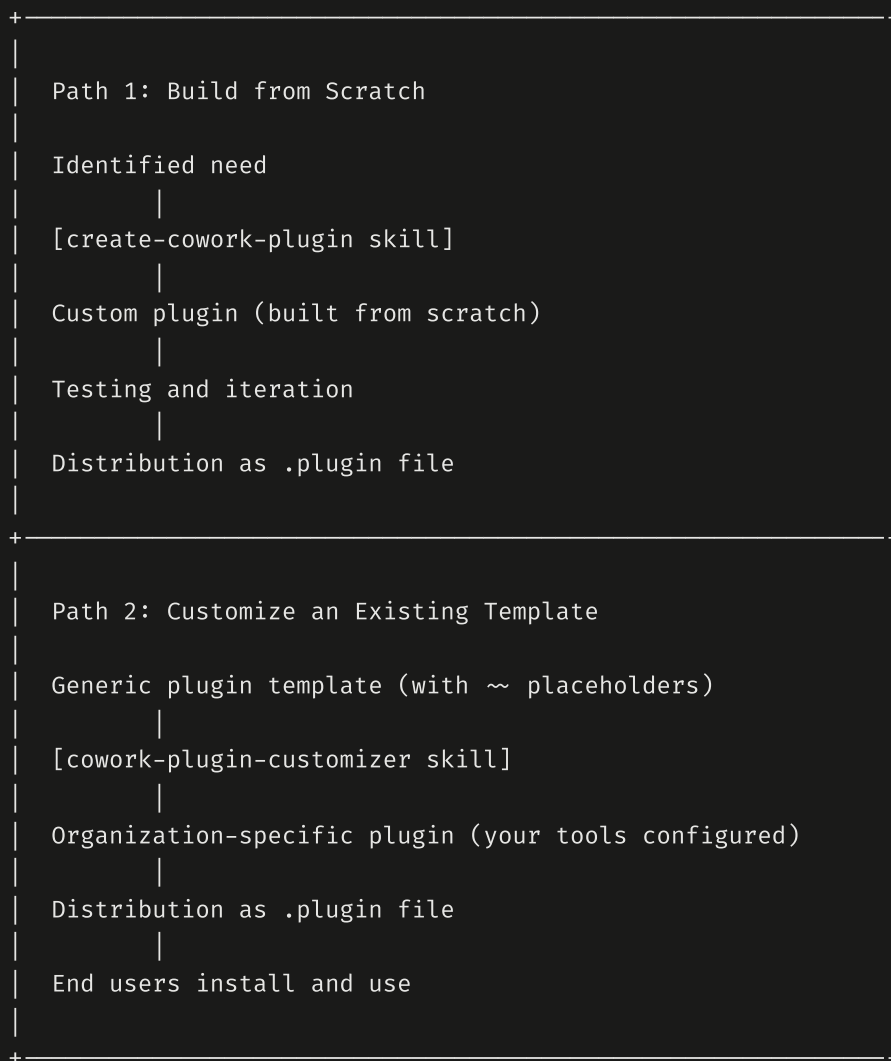 Path 1: Build from Scratch
Identified need
[create-cowork-plugin skill]
Custom plugin (built from scratch)
Testing and iteration
Distribution as .plugin file
Path 2: Customize an Existing Template
Generic plugin template (with ~~ placeholders)
[cowork-plugin-customizer skill]
Organization-specific plugin (your tools configured)
Distribution as .plugin file
End users install and use